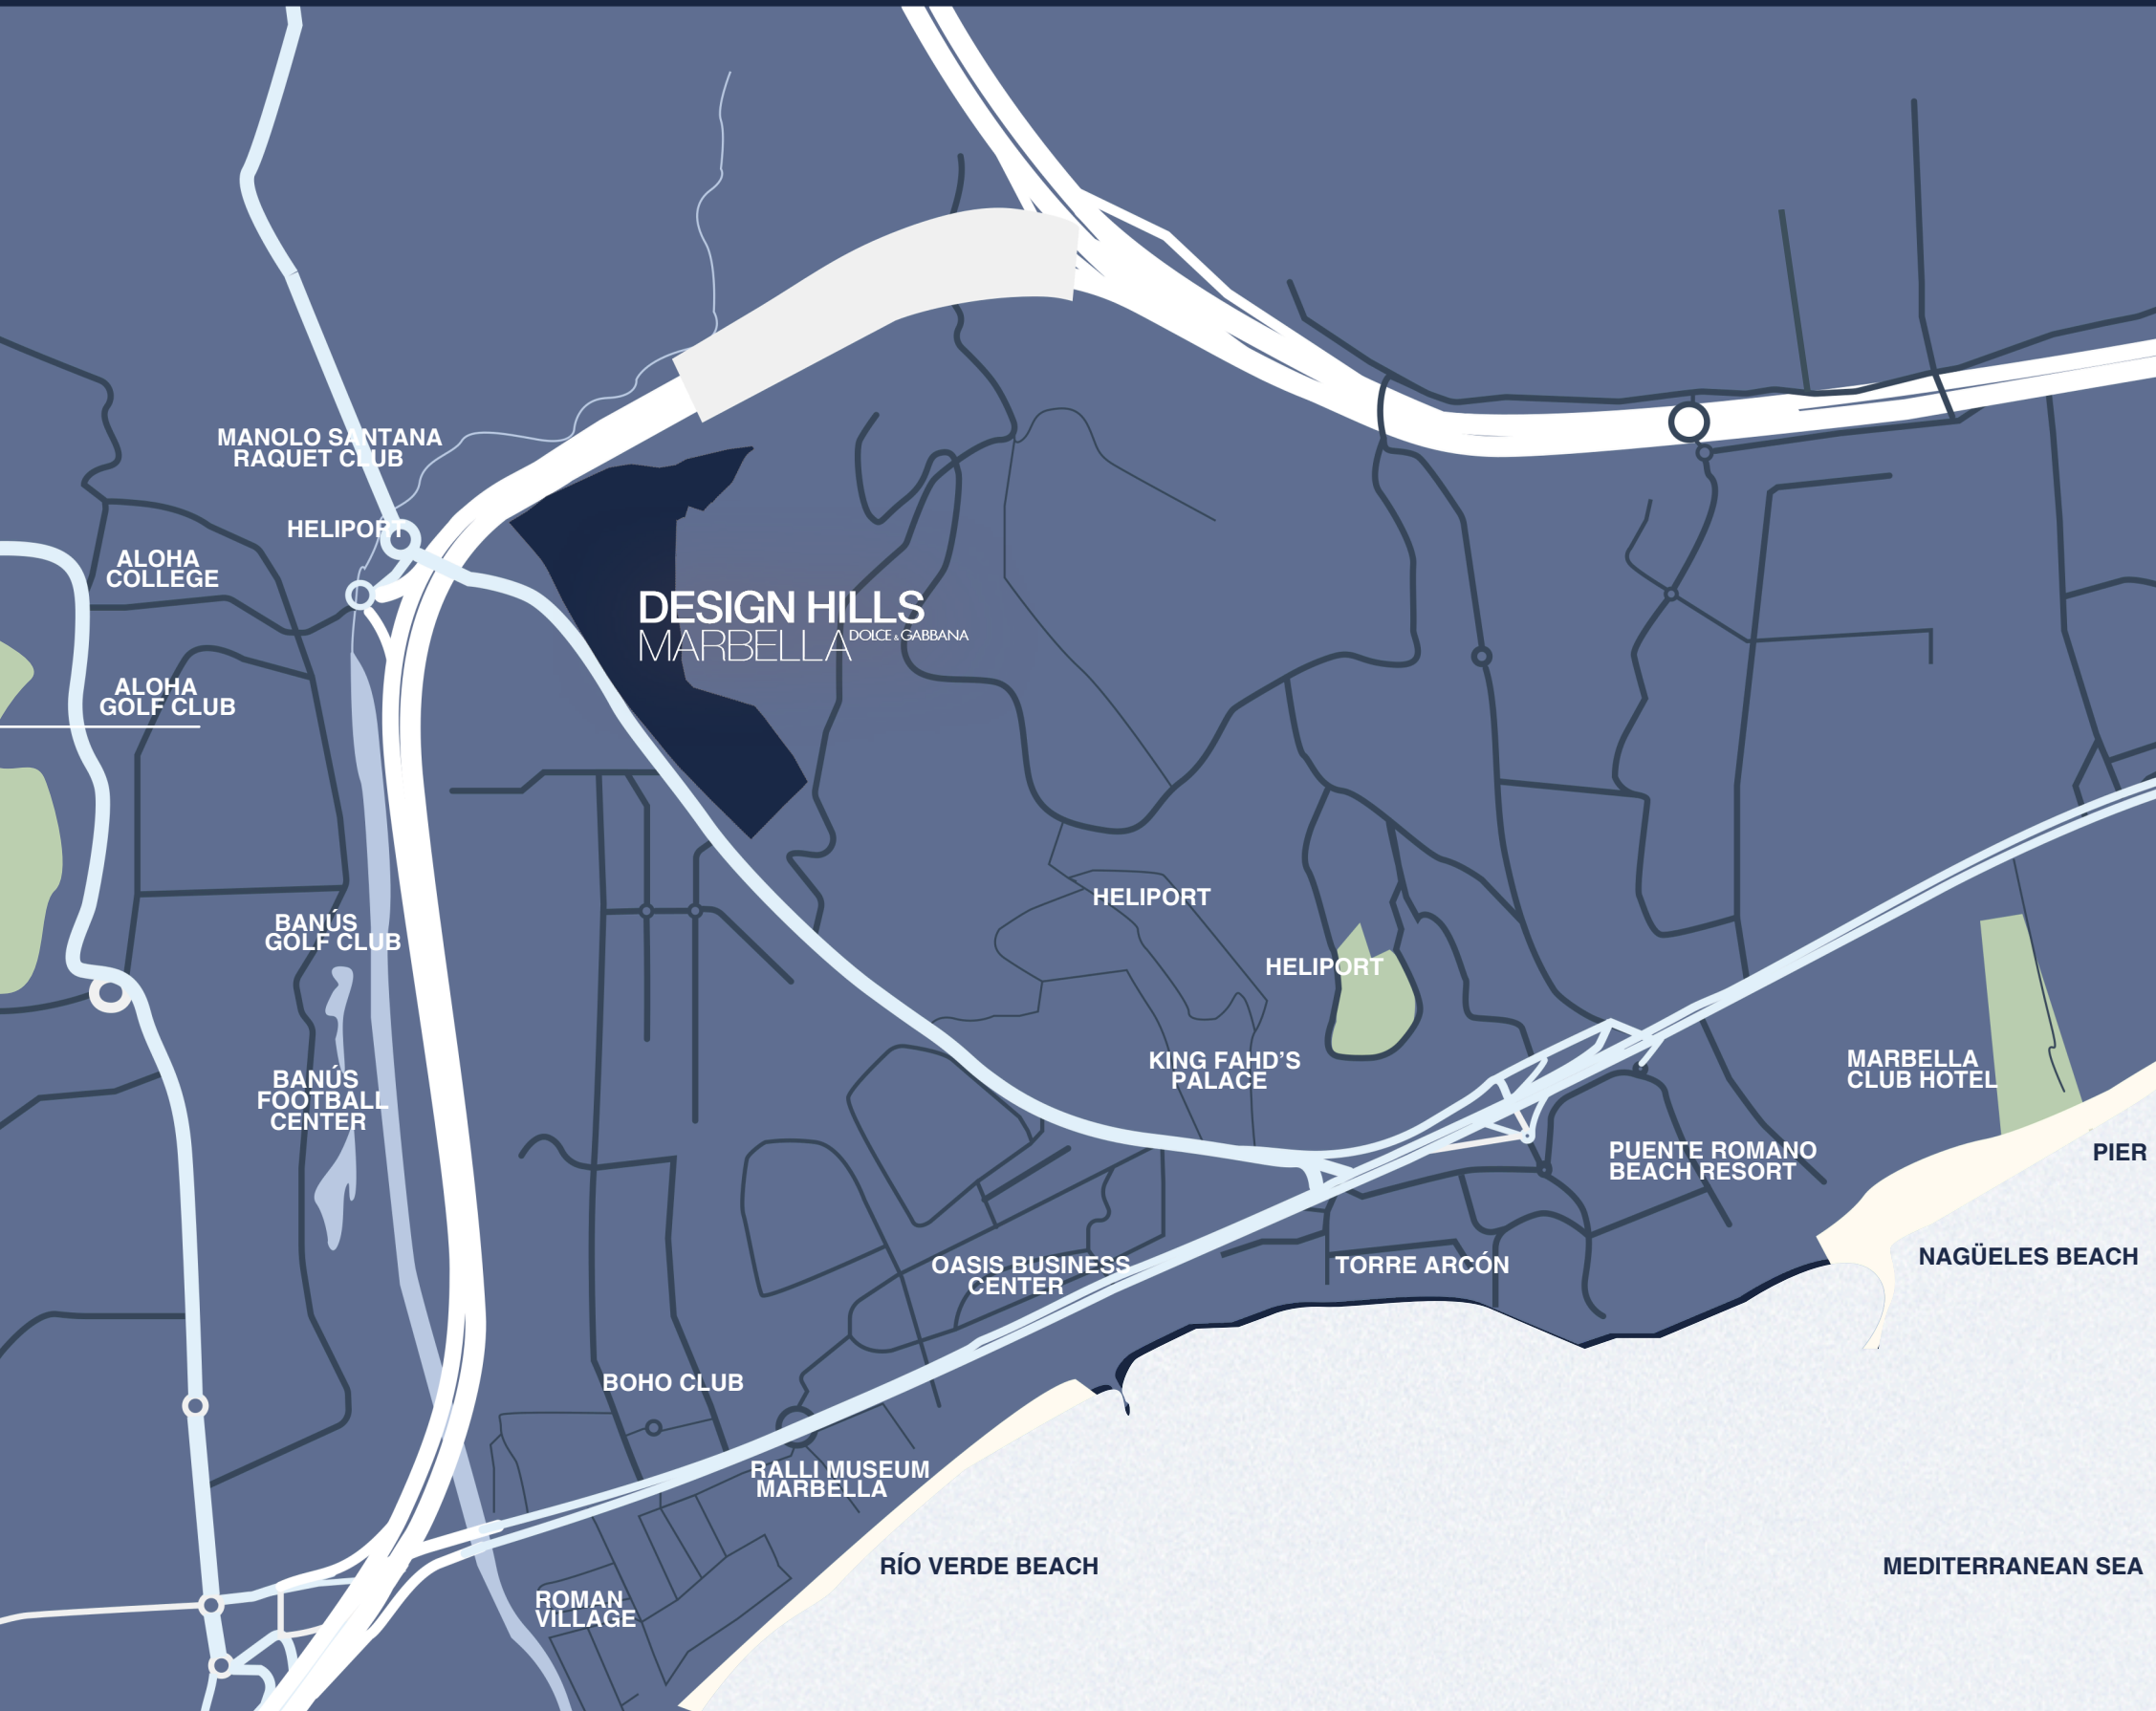 MANOLO SANTANA
RAQUET CLUB
HELIPORT
ALOHA
COLLEGE
DESIGN HILLS
MARBELLA DOLCE & GABBANA
ALOHA
GOLF CLUB
HELIPORT
BANÚS
GOLF CLUB
HELIPORT
KING FAHD'S
PALACE
MARBELLA
CLUB HOTEL
BANÚS
FOOTBALL
CENTER
PUENTE ROMANO
BEACH RESORT
PIER
NAGÜELES BEACH
OASIS BUSINESS
CENTER
TORRE ARCÓN
BOHO CLUB
RALLI MUSEUM
MARBELLA
RÍO VERDE BEACH
MEDITERRANEAN SEA
ROMAN
VILLAGE